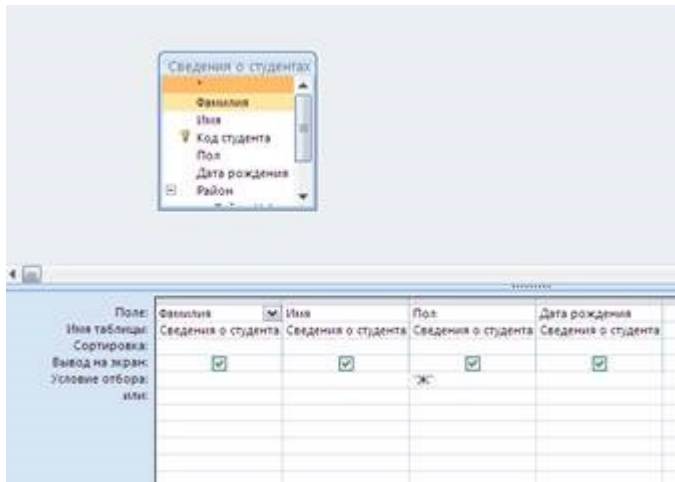 Сведения о студентах
*
Фамилия
Имя
Код студента
Пол
Дата рождения
Район
Поле: Фамилия Имя Пол Дата рождения
Имя таблицы: Сведения о студента Сведения о студента Сведения о студента Сведения о студента
Сортировка:
Вывод на экран:
Условие отбора: "Ж"
или: